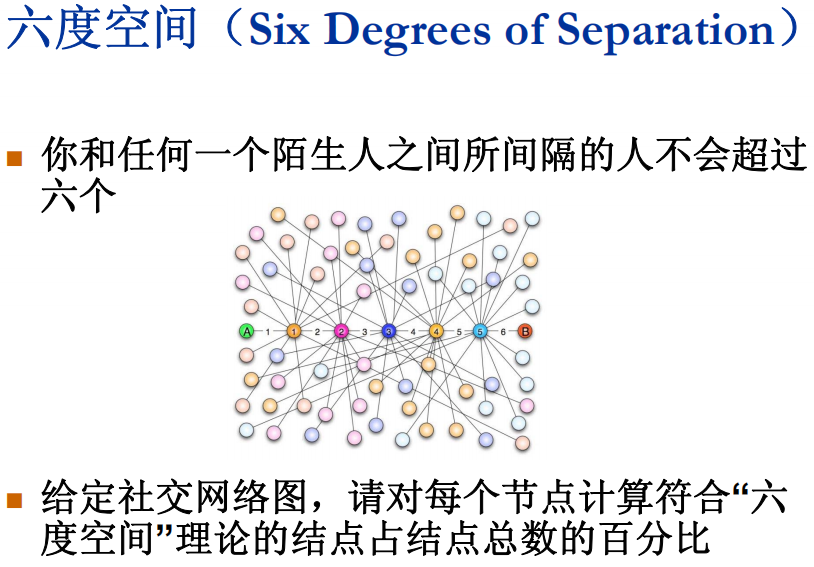 六度空间（Six Degrees of Separation）
你和任何一个陌生人之间所间隔的人不会超过
六个
A 1 1 2 2 3 3 4 4 5 5 6 B
给定社交网络图，请对每个节点计算符合“六
度空间”理论的结点占结点总数的百分比